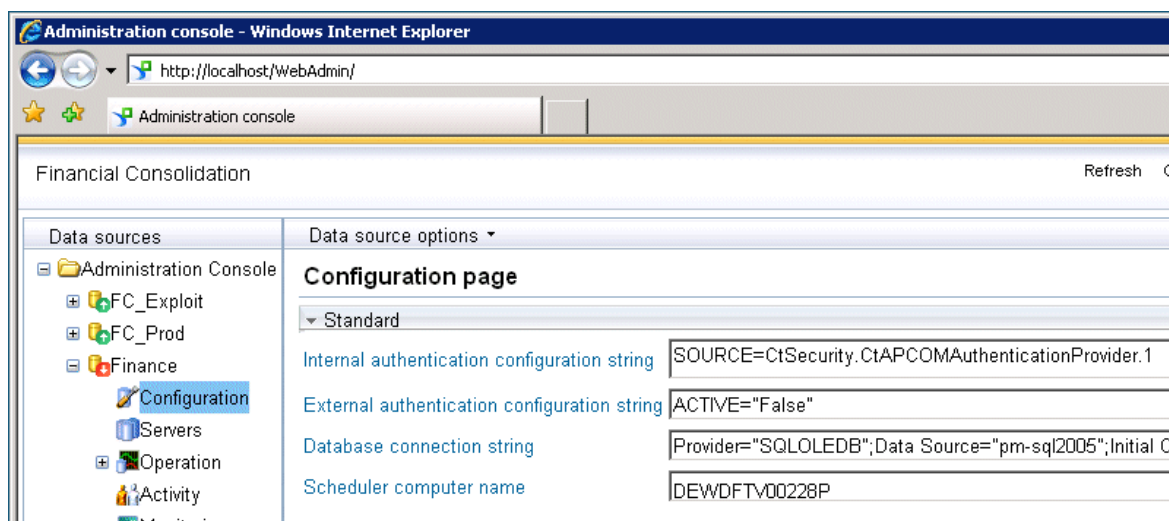 Administration console - Windows Internet Explorer
http://localhost/WebAdmin/
Administration console
Financial Consolidation
Refresh
Data sources
Data source options
Administration Console
Configuration page
FC_Exploit
Standard
FC_Prod
Internal authentication configuration string
SOURCE=CtSecurity.CtAPCOMAuthenticationProvider.1
Finance
Configuration
External authentication configuration string
ACTIVE="False"
Servers
Database connection string
Provider="SQLOLEDB";Data Source="pm-sql2005";Initial
Operation
Scheduler computer name
DEWDFTV00228P
Activity